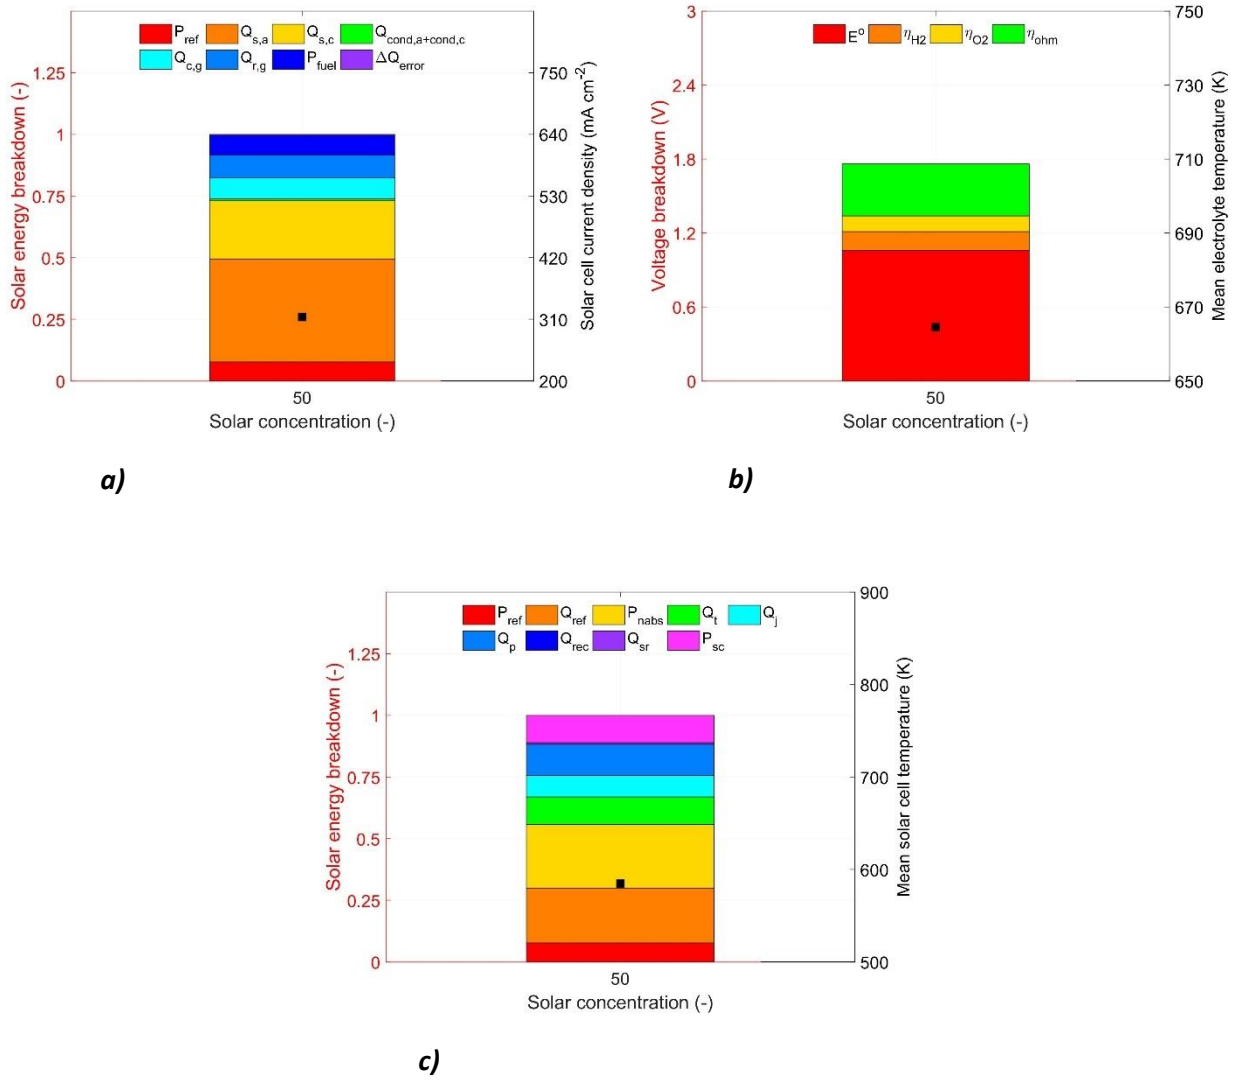 P_ref Q_s,a Q_s,c Q_cond,a+cond,c
Q_c,g Q_r,g P_fuel ΔQ_error
1.25
1
0.75
0.5
0.25
0
Solar energy breakdown (-)
750
640
530
420
310
200
Solar cell current density (mA cm^-2)
50
Solar concentration (-)
a)
E^o η_H2 η_O2 η_ohm
3
2.4
1.8
1.2
0.6
0
Voltage breakdown (V)
750
730
710
690
670
650
Mean electrolyte temperature (K)
50
Solar concentration (-)
b)
P_ref Q_ref P_nabs Q_t Q_j
Q_p Q_rec Q_sr P_sc
1.25
1
0.75
0.5
0.25
0
Solar energy breakdown (-)
900
800
700
600
500
Mean solar cell temperature (K)
50
Solar concentration (-)
c)